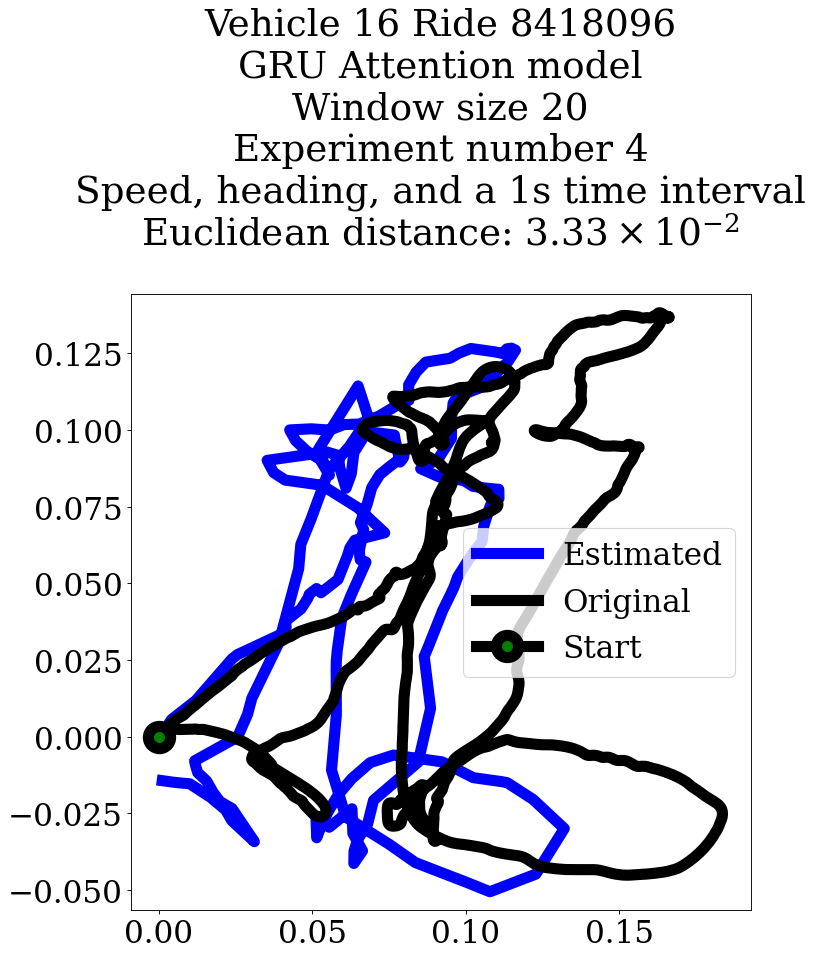 Vehicle 16 Ride 8418096
GRU Attention model
Window size 20
Experiment number 4
Speed, heading, and a 1s time interval
Euclidean distance: 3.33 × 10⁻²
0.125
0.100
0.075
0.050
0.025
0.000
−0.025
−0.050
0.00 0.05 0.10 0.15
Estimated
Original
Start